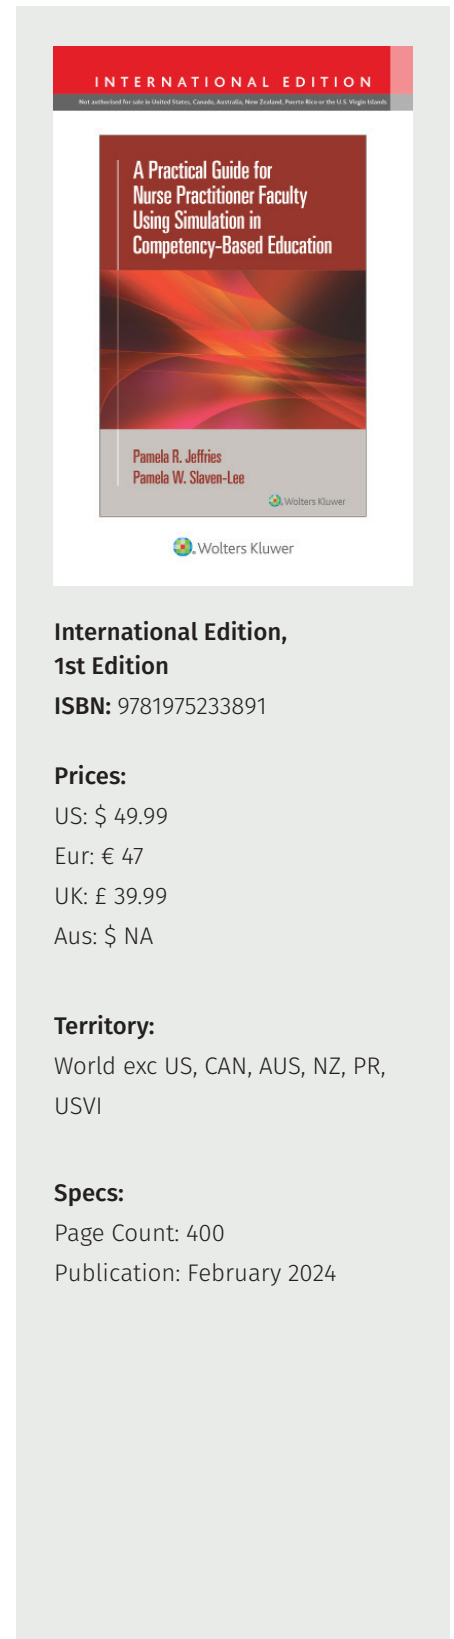 INTERNATIONAL EDITION
Not authorised for sale in United States, Canada, Australia, New Zealand, Puerto Rico or the U.S. Virgin Islands
A Practical Guide for
Nurse Practitioner Faculty
Using Simulation in
Competency-Based Education
Pamela R. Jeffries
Pamela W. Slaven-Lee
Wolters Kluwer
Wolters Kluwer
International Edition,
1st Edition
ISBN: 9781975233891
Prices:
US: $ 49.99
Eur: € 47
UK: £ 39.99
Aus: $ NA
Territory:
World exc US, CAN, AUS, NZ, PR,
USVI
Specs:
Page Count: 400
Publication: February 2024